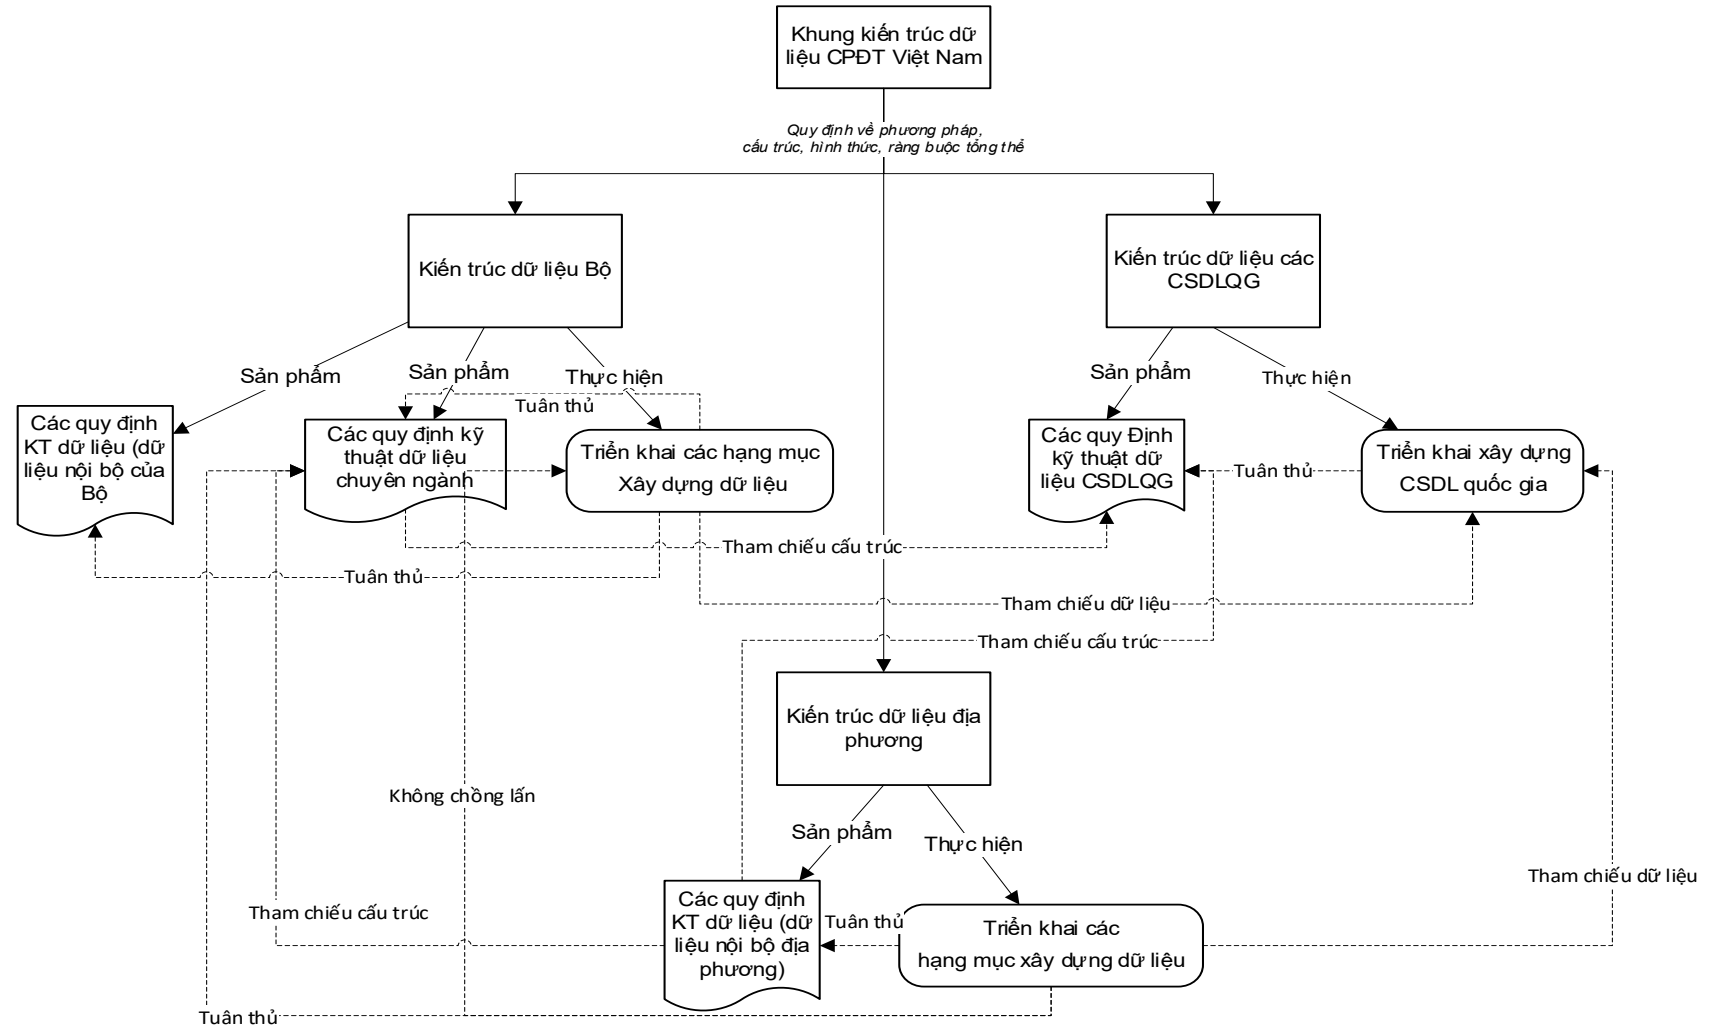 Khung kiến trúc dữ
liệu CPĐT Việt Nam
Quy định về phương pháp,
cấu trúc, hình thức, ràng buộc tổng thể
Kiến trúc dữ liệu Bộ
Kiến trúc dữ liệu các
CSDLQG
Sản phẩm
Sản phẩm
Thực hiện
Sản phẩm
Thực hiện
Tuân thủ
Các quy định
KT dữ liệu (dữ
liệu nội bộ của
Bộ
Các quy định kỹ
thuật dữ liệu
chuyên ngành
Triển khai các hạng mục
Xây dựng dữ liệu
Các quy Định
kỹ thuật dữ
liệu CSDLQG
Tuân thủ
Triển khai xây dựng
CSDL quốc gia
Tham chiếu cấu trúc
Tuân thủ
Tham chiếu dữ liệu
Tham chiếu cấu trúc
Kiến trúc dữ liệu địa
phương
Không chồng lấn
Sản phẩm
Thực hiện
Tham chiếu dữ liệu
Tham chiếu cấu trúc
Các quy định
KT dữ liệu (dữ
liệu nội bộ địa
phương)
Tuân thủ
Triển khai các
hạng mục xây dựng dữ liệu
Tuân thủ